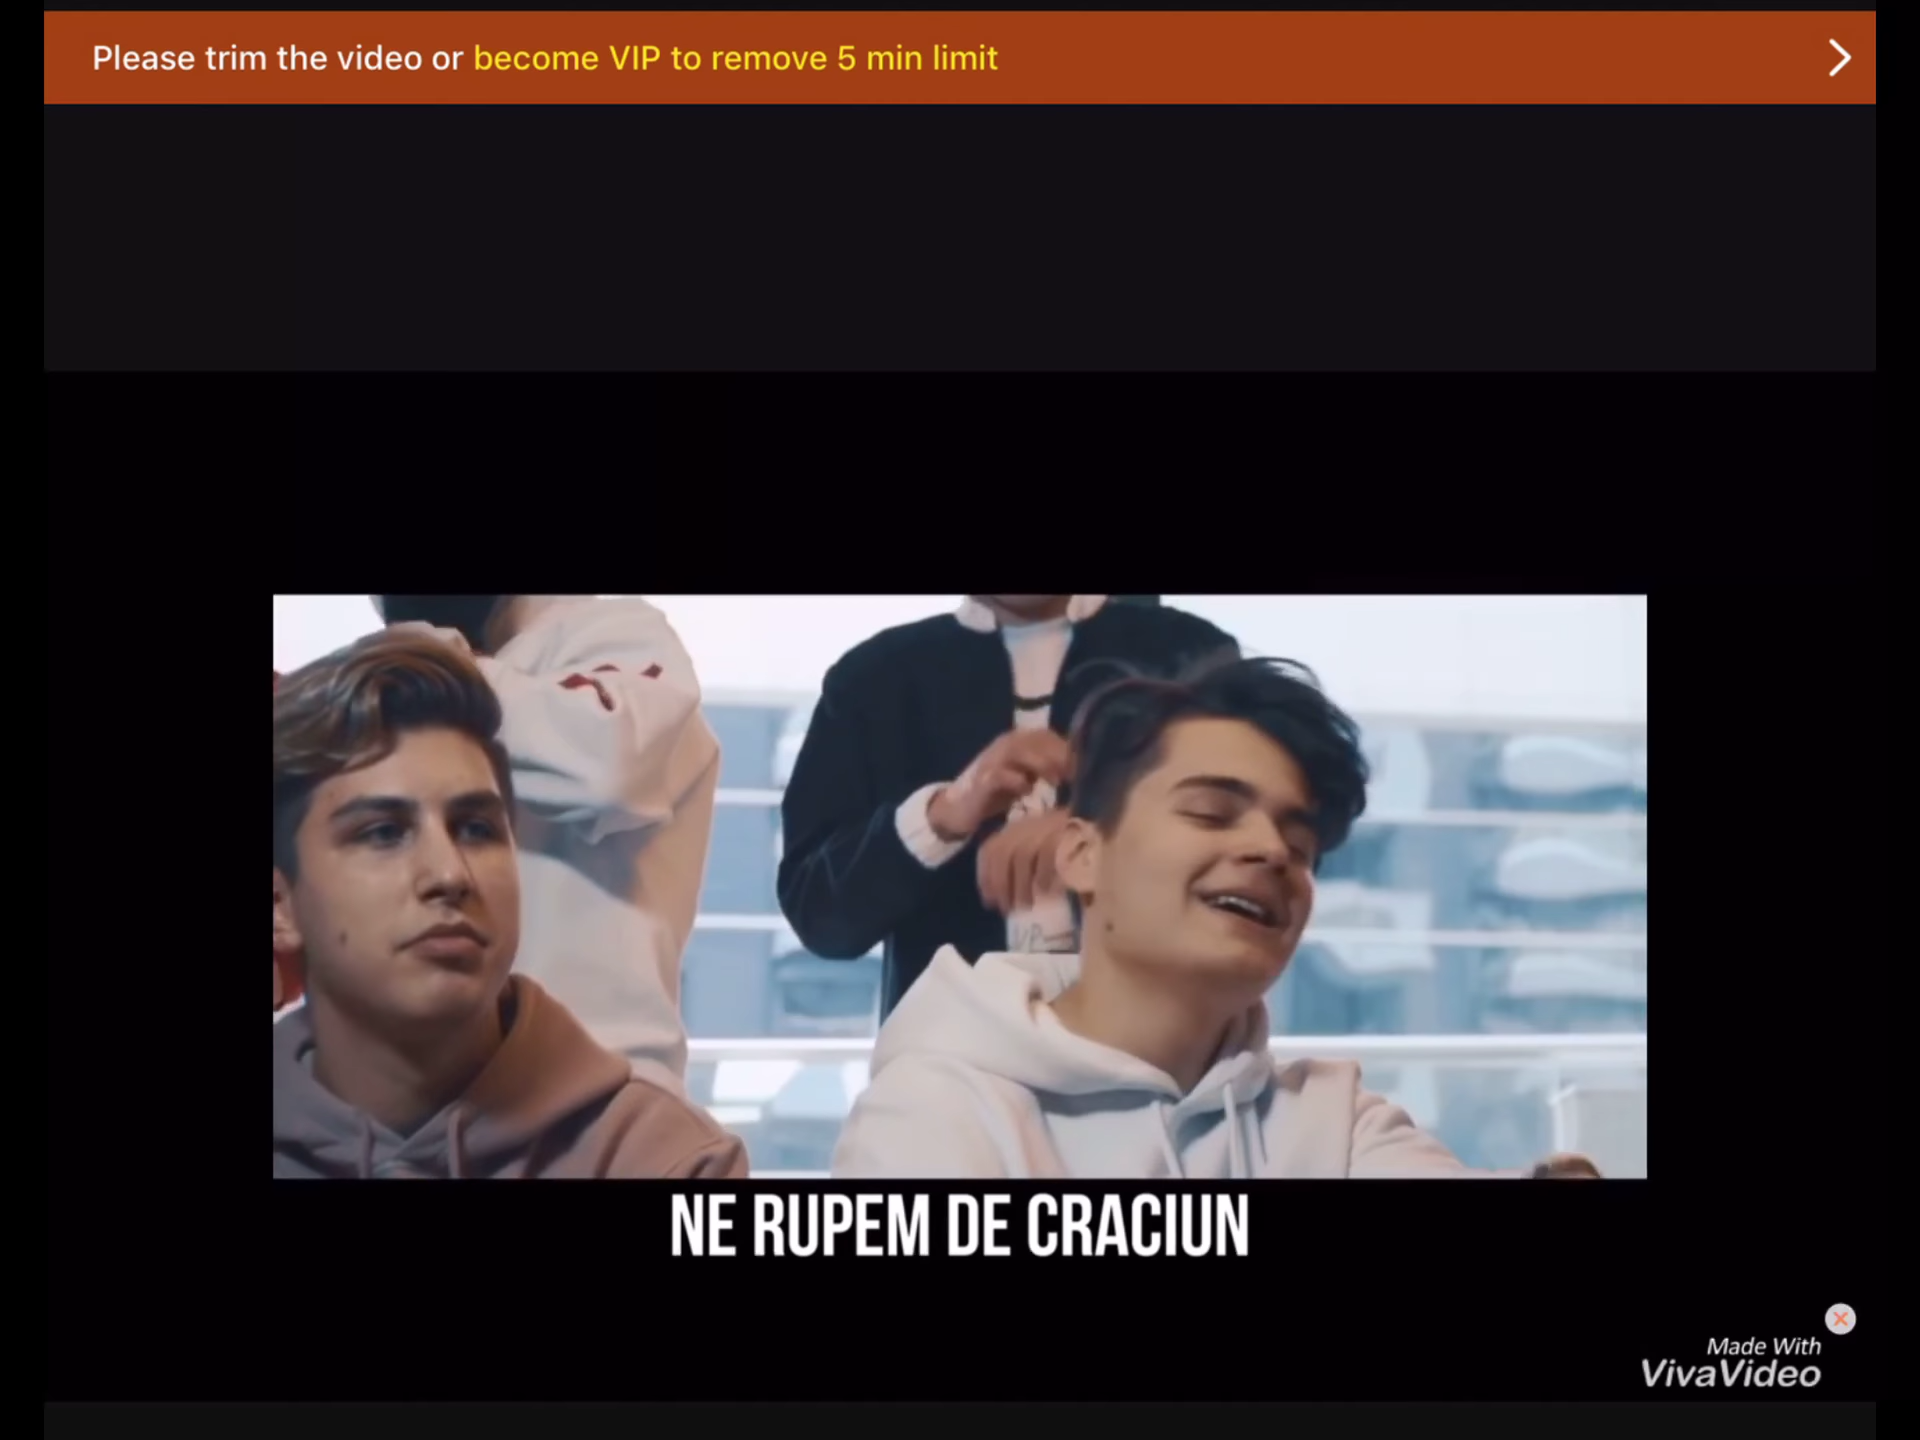 Please trim the video or become VIP to remove 5 min limit
NE RUPEM DE CRACIUN
Made With
VivaVideo